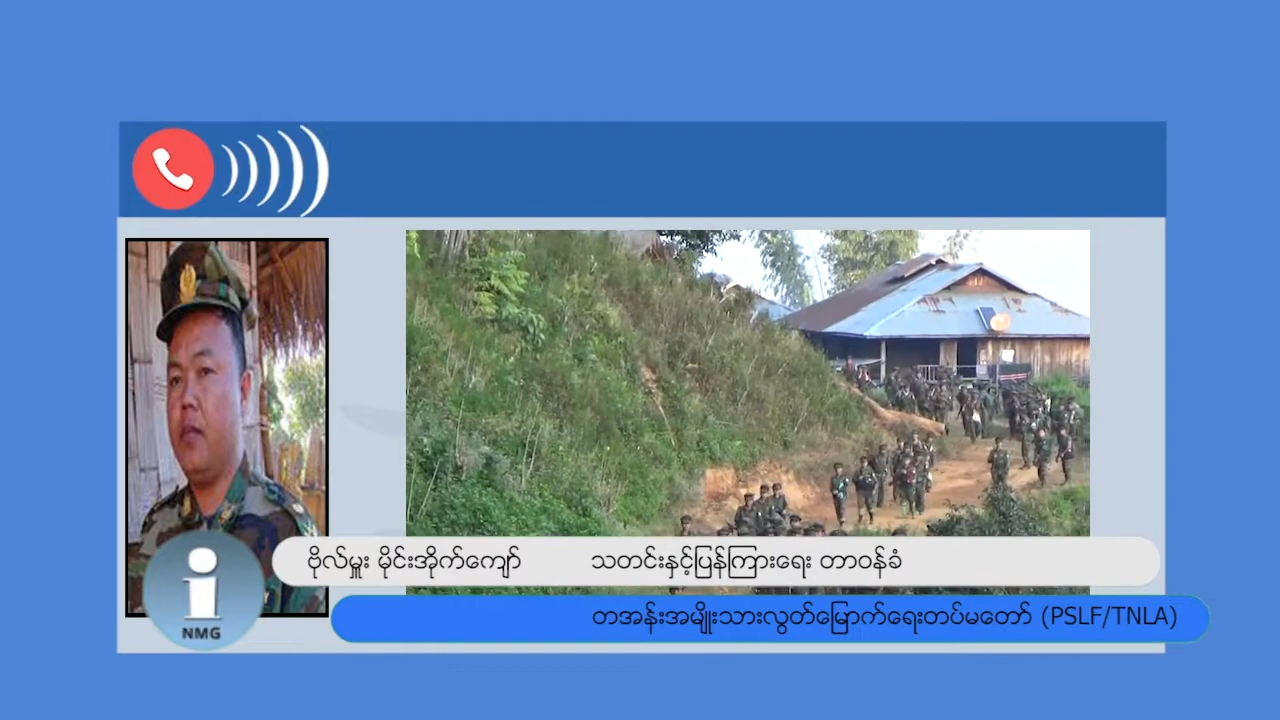 ဗိုလ်မှူး မိုင်းအိုက်ကျော် သတင်းနှင့်ပြန်ကြားရေး တာဝန်ခံ
တအန်းအမျိုးသားလွတ်မြောက်ရေးတပ်မတော် (PSLF/TNLA)
NMG